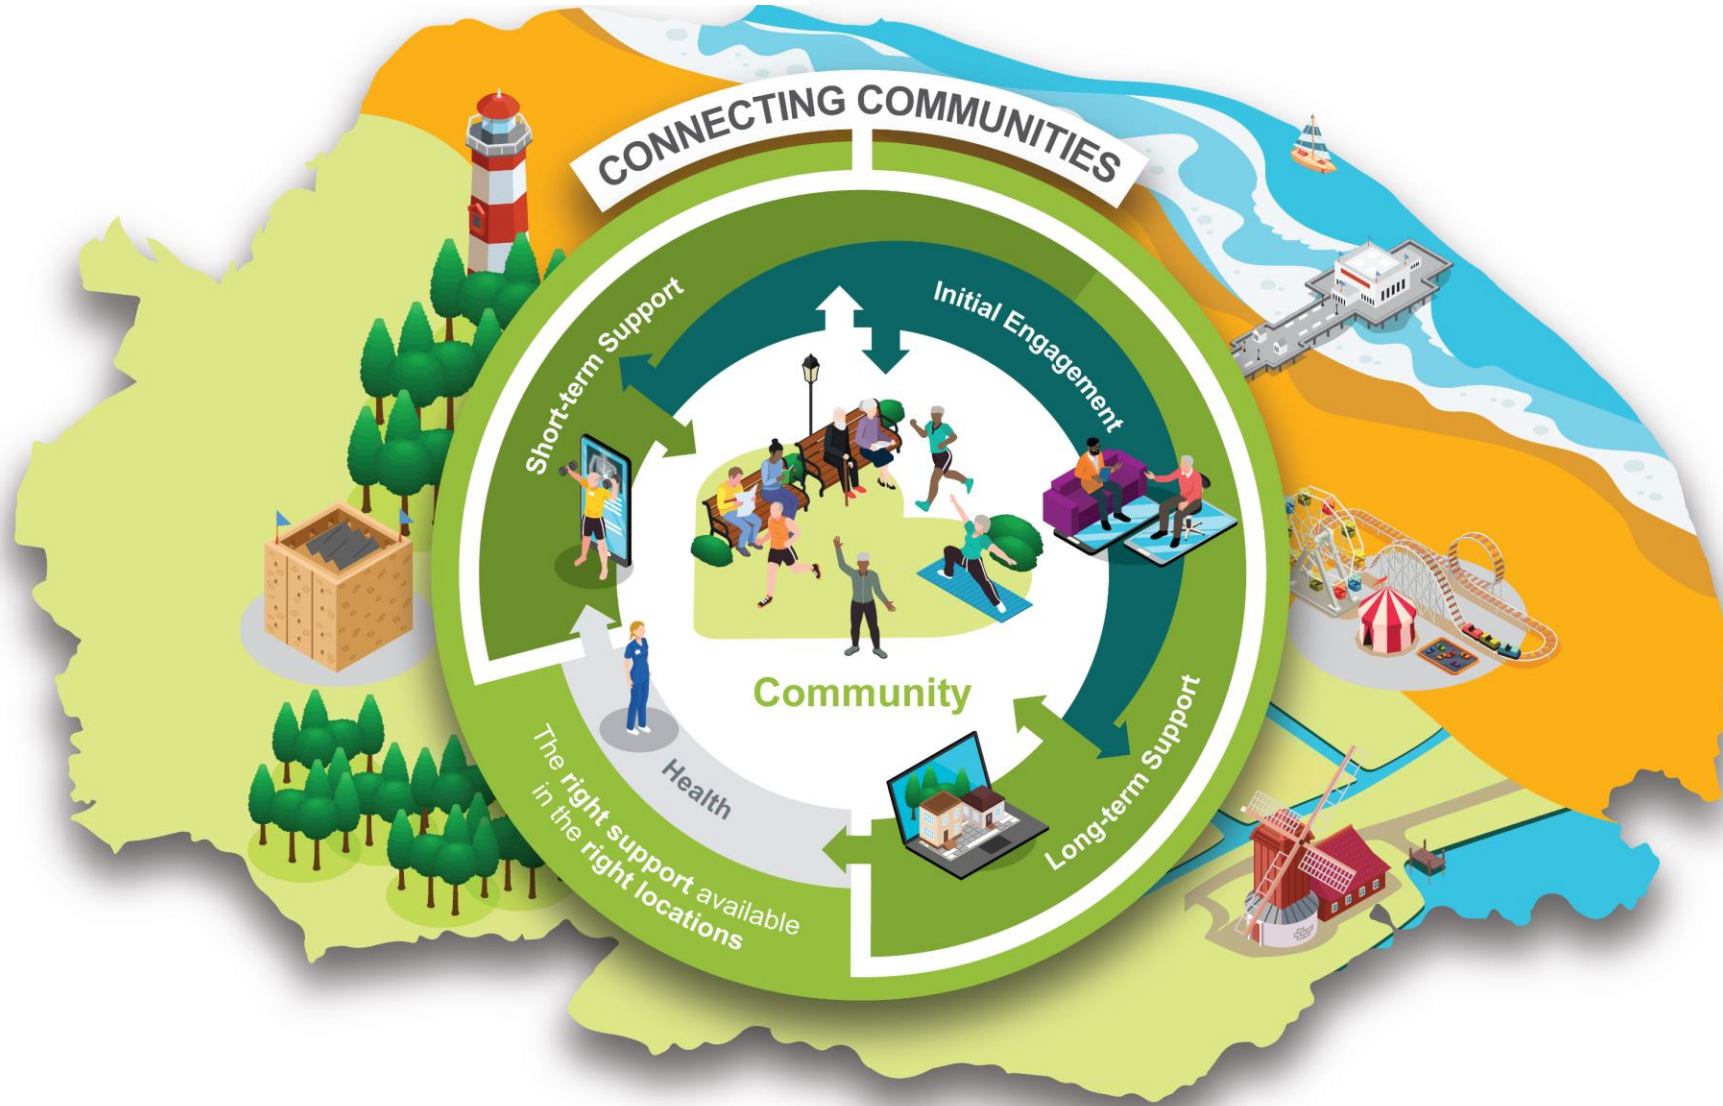 CONNECTING COMMUNITIES
Short-term Support
Initial Engagement
Community
Long-term Support
Health
The right support available
in the right locations